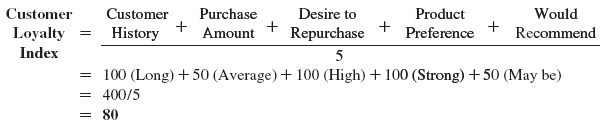 Customer Loyalty Index = Customer History + Purchase Amount + Desire to Repurchase + Product Preference + Would Recommend
5
= 100 (Long) + 50 (Average) + 100 (High) + 100 (Strong) + 50 (May be)
= 400/5
= 80